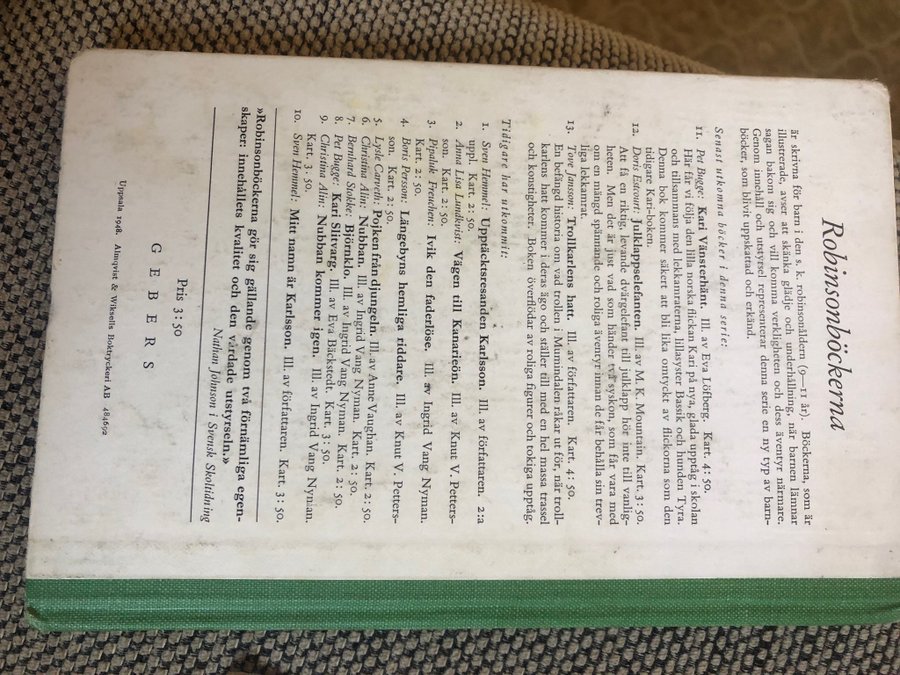 Robinsonböckerna
är skrivna för barn i den s. k. robinsonåldern (9—11 år). Böckerna, som är
illustrerade, avser att skänka glädje och underhållning, när barnen lämnar
sagan bakom sig och vill komma verkligheten och dess äventyr närmare.
Genom innehåll och utstyrsel representerar denna serie en ny typ av barn-
böcker, som blivit uppskattad och erkänd.
Senast utkomna böcker i denna serie:
11. Pet Bugge: Kari Vänsterhänt. Ill. av Eva Löfberg. Kart. 4: 50.
Här får vi följa den lilla norska flickan Kari på nya, glada upptåg i skolan
och tillsammans med lekkamraterna, lillasyster Bassik och hunden Tyra.
Denna bok kommer säkert att bli lika omtyckt av flickorna som den
tidigare Kari-boken.
12. Doris Estcourt: Julklappselefanten. Ill. av M. K. Mountain. Kart. 3: 50.
Att få en riktig, levande dvärgelefant till julklapp hör inte till vanlig-
heten. Men det är just vad som händer två syskon, som får vara med
om en mängd spännande och roliga äventyr innan de får behålla sin trev-
liga lekkamrat.
13. Tove Jansson: Trollkarlens hatt. Ill. av författaren. Kart. 4: 50.
En befängd historia om vad trollen i Mumindalen råkar ut för, när troll-
karlens hatt kommer i deras ägo och ställer till med en hel massa trassel
och konstigheter. Boken överflödar av roliga figurer och tokiga upptåg.
Tidigare har utkommit:
1. Sven Hemmel: Upptäcktsresanden Karlsson. Ill. av författaren. 2:a
uppl. Kart. 2: 50.
2. Anna Lisa Lundkvist: Vägen till Kanarieön. Ill. av Knut V. Petters-
son. Kart. 2: 50.
3. Pipaluk Freuchen: Ivik den faderlöse. Ill. av Ingrid Vang Nyman.
Kart. 2: 50.
4. Boris Persson: Långebyns hemliga riddare. Ill. av Knut V. Petters-
son. Kart. 2: 50.
5. Lysle Carveth: Pojken från djungeln. Ill. av Anne Vaughan. Kart. 2: 50.
6. Christina Alin: Nubban. Ill. av Ingrid Vang Nyman. Kart. 2: 50.
7. Bernhard Stokke: Björnklo. Ill. av Ingrid Vang Nyman. Kart. 2: 50.
8. Pet Bugge: Kari Slitvarg. Ill. av Eva Bäckstedt. Kart. 3: 50.
9. Christina Alin: Nubban kommer igen. Ill. av Ingrid Vang Nyman.
Kart. 3: 50.
10. Sven Hemmel: Mitt namn är Karlsson. Ill. av författaren. Kart. 3: 50.
»Robinsonböckerna gör sig gällande genom två förnämliga egen-
skaper: innehållets kvalitet och den vårdade utstyrseln.»
Nathan Johnson i Svensk Skoltidning
Pris 3: 50
GEBERS
Uppsala 1948. Almqvist & Wiksells Boktryckeri AB 484692